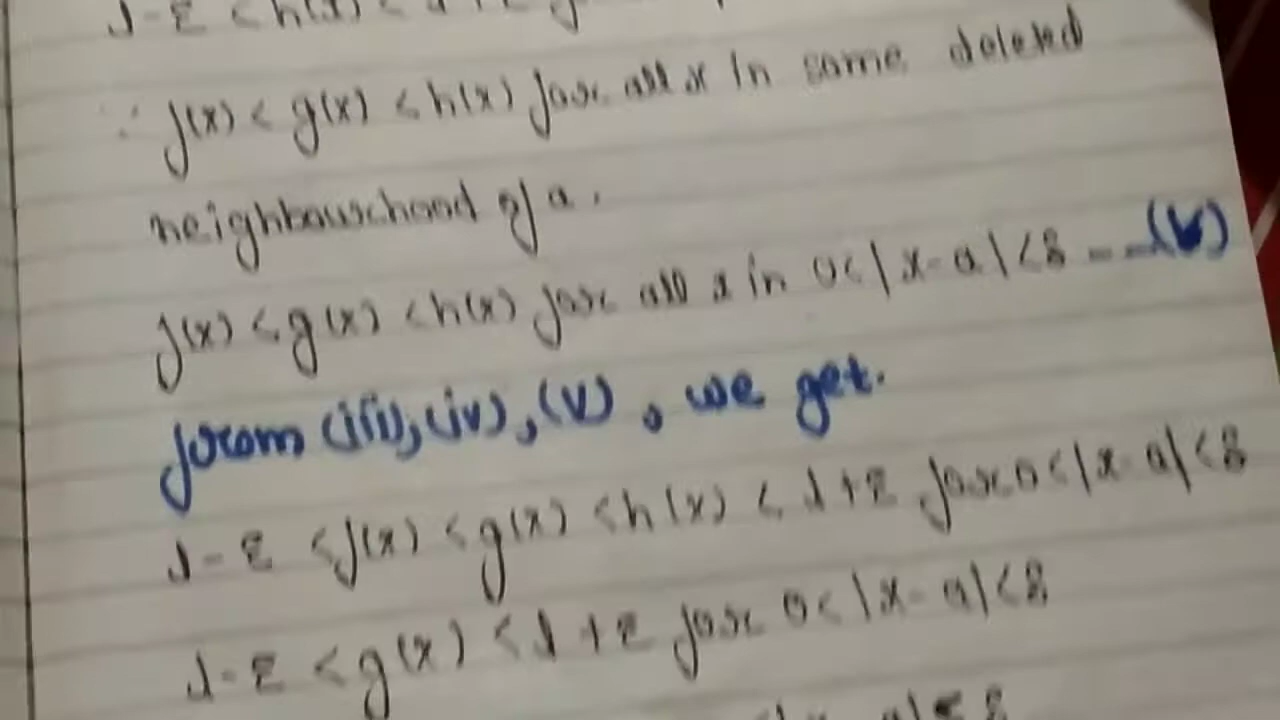 l-ε < h(x) < l+ε
∵ f(x) < g(x) < h(x) for all x in some deleted
neighbourhood of a.
f(x) < g(x) < h(x) for all x in 0<|x-a|<δ --(V)
from (iii), (iv), (V), we get.
l-ε < f(x) < g(x) < h(x) < l+ε for 0<|x-a|<δ
l-ε < g(x) < l+ε for 0<|x-a|<δ